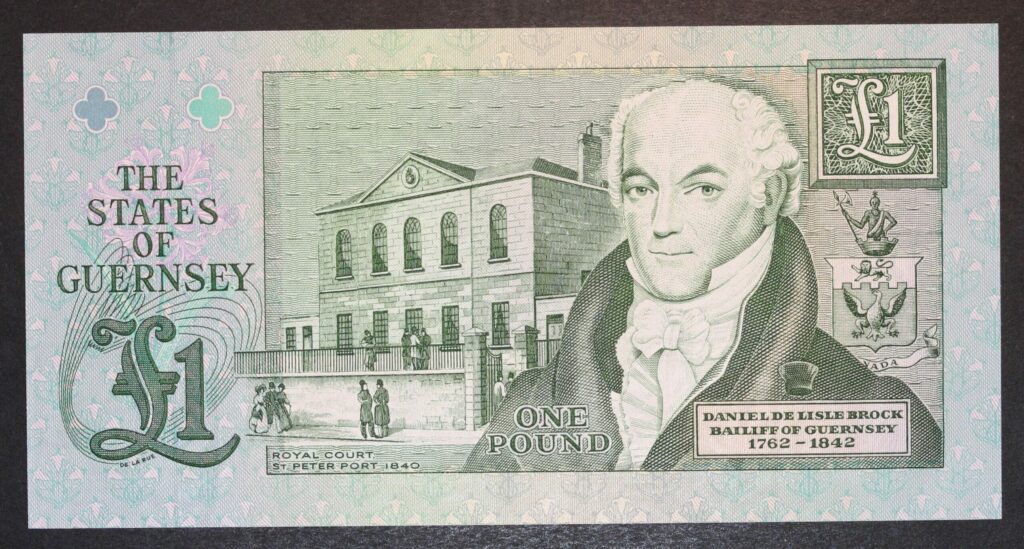 £1
THE
STATES
OF
GUERNSEY
£1
DE LA RUE
ROYAL COURT,
ST. PETER PORT 1840
ONE
POUND
DANIEL DE LISLE BROCK
BAILIFF OF GUERNSEY
1762 – 1842